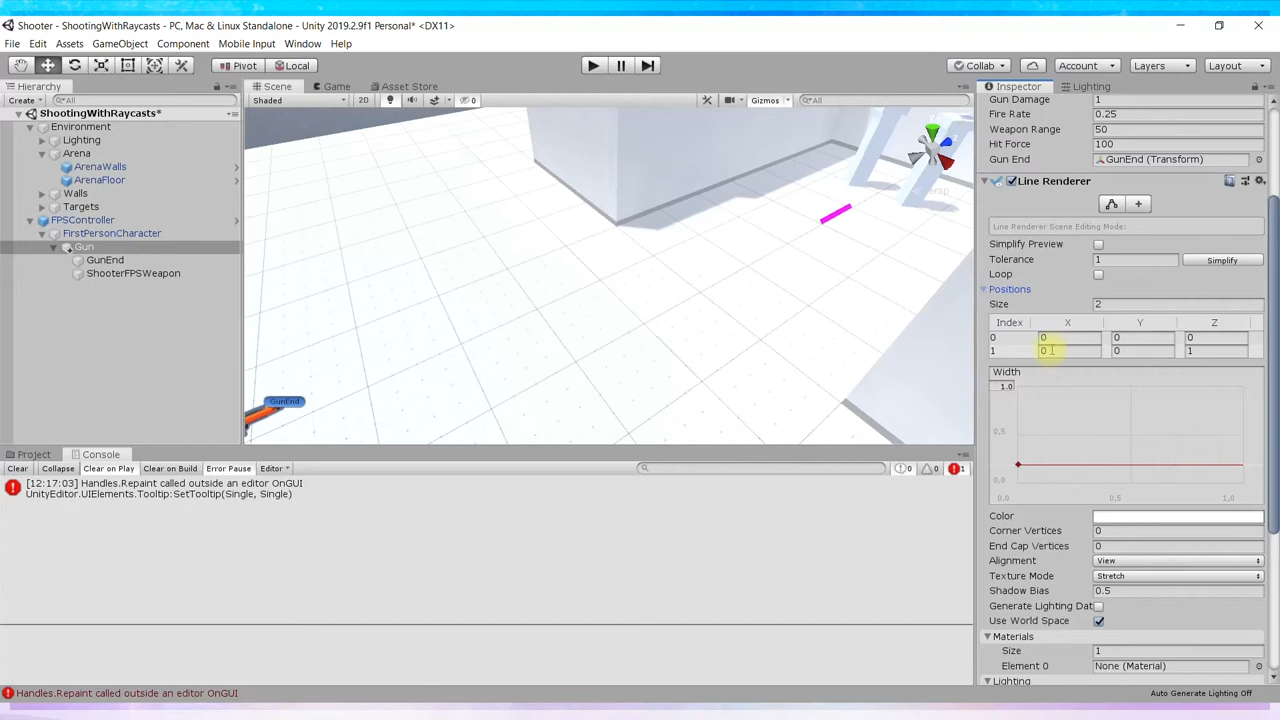 Shooter - ShootingWithRaycasts - PC, Mac & Linux Standalone - Unity 2019.2.9f1 Personal* <DX11>
File Edit Assets GameObject Component Mobile Input Window Help
Pivot Local Collab Account Layers Layout
Hierarchy
Create All
ShootingWithRaycasts*
Environment
Lighting
Arena
ArenaWalls
ArenaFloor
Walls
Targets
FPSController
FirstPersonCharacter
Gun
GunEnd
ShooterFPSWeapon
Scene Game Asset Store
Shaded 2D 0 Gizmos All
Persp
GunEnd
Inspector Lighting
Gun Damage 1
Fire Rate 0.25
Weapon Range 50
Hit Force 100
Gun End GunEnd (Transform)
Line Renderer
Line Renderer Scene Editing Mode:
Simplify Preview
Tolerance 1 Simplify
Loop
Positions
Size 2
Index X Y Z
0 0 0 0
1 0 0 1
Width
1.0
0.5
0.0
0.0 0.5 1.0
Color
Corner Vertices 0
End Cap Vertices 0
Alignment View
Texture Mode Stretch
Shadow Bias 0.5
Generate Lighting Dat
Use World Space
Materials
Size 1
Element 0 None (Material)
Lighting
Project Console
Clear Collapse Clear on Play Clear on Build Error Pause Editor 0 0 1
[12:17:03] Handles.Repaint called outside an editor OnGUI
UnityEditor.UIElements.Tooltip:SetTooltip(Single, Single)
Handles.Repaint called outside an editor OnGUI
Auto Generate Lighting Off